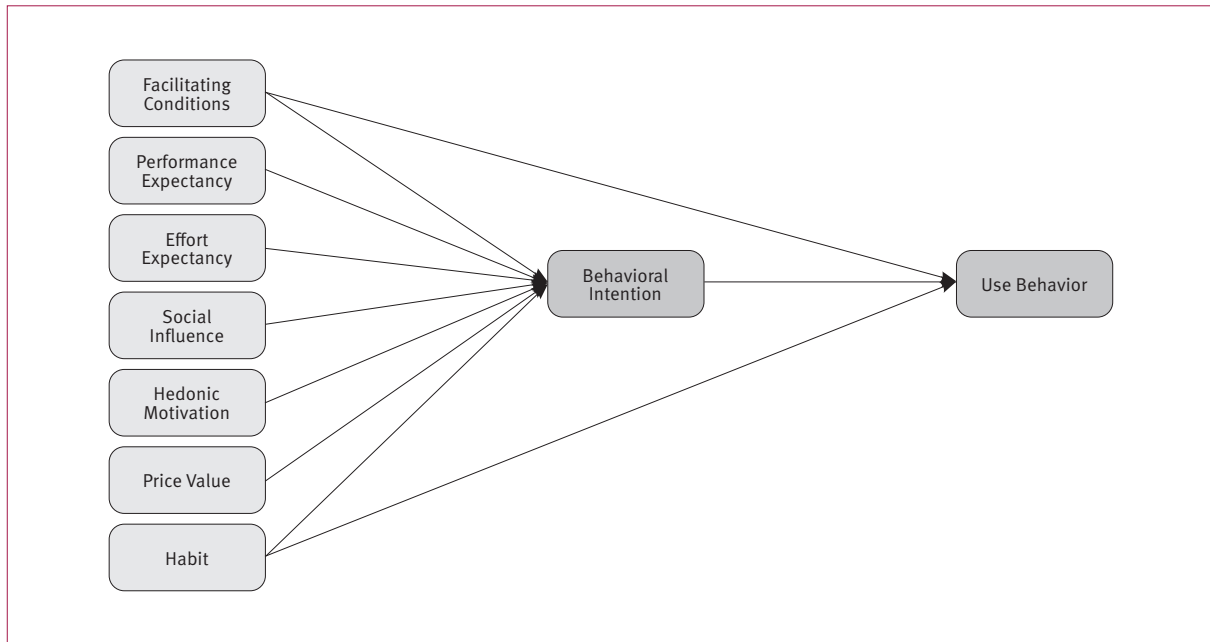 Facilitating
Conditions
Performance
Expectancy
Effort
Expectancy
Social
Influence
Hedonic
Motivation
Price Value
Habit
Behavioral
Intention
Use Behavior